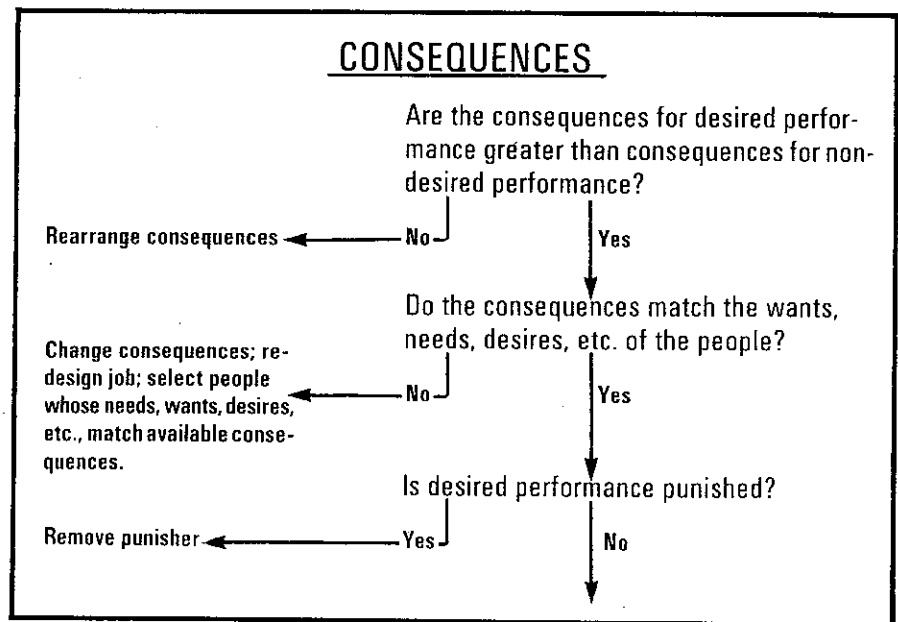 CONSEQUENCES
Are the consequences for desired perfor-
mance greater than consequences for non-
desired performance?
Rearrange consequences
No
Yes
Do the consequences match the wants,
needs, desires, etc. of the people?
Change consequences; re-
design job; select people
whose needs, wants, desires,
etc., match available conse-
quences.
No
Yes
Is desired performance punished?
Remove punisher
Yes
No